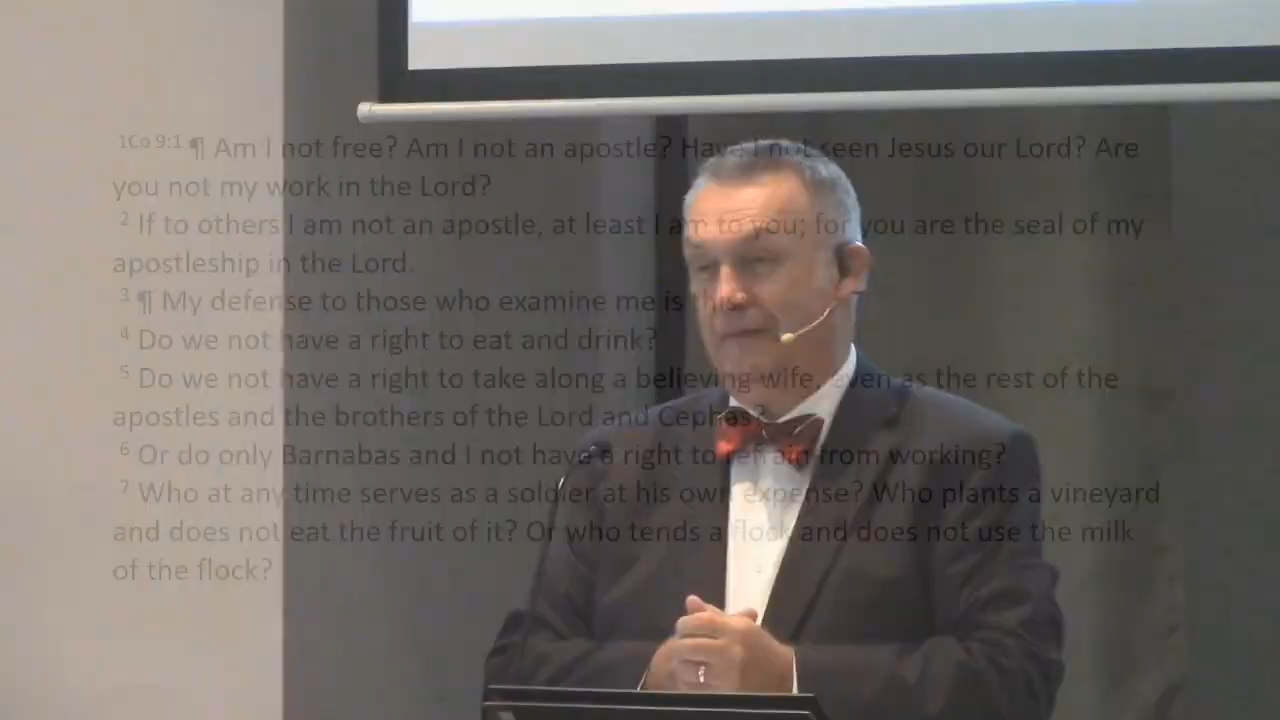 1Co 9:1 ¶ Am I not free? Am I not an apostle? Have I not seen Jesus our Lord? Are
you not my work in the Lord?
2 If to others I am not an apostle, at least I am to you; for you are the seal of my
apostleship in the Lord.
3 ¶ My defense to those who examine me is this:
4 Do we not have a right to eat and drink?
5 Do we not have a right to take along a believing wife, even as the rest of the
apostles and the brothers of the Lord and Cephas?
6 Or do only Barnabas and I not have a right to refrain from working?
7 Who at any time serves as a soldier at his own expense? Who plants a vineyard
and does not eat the fruit of it? Or who tends a flock and does not use the milk
of the flock?